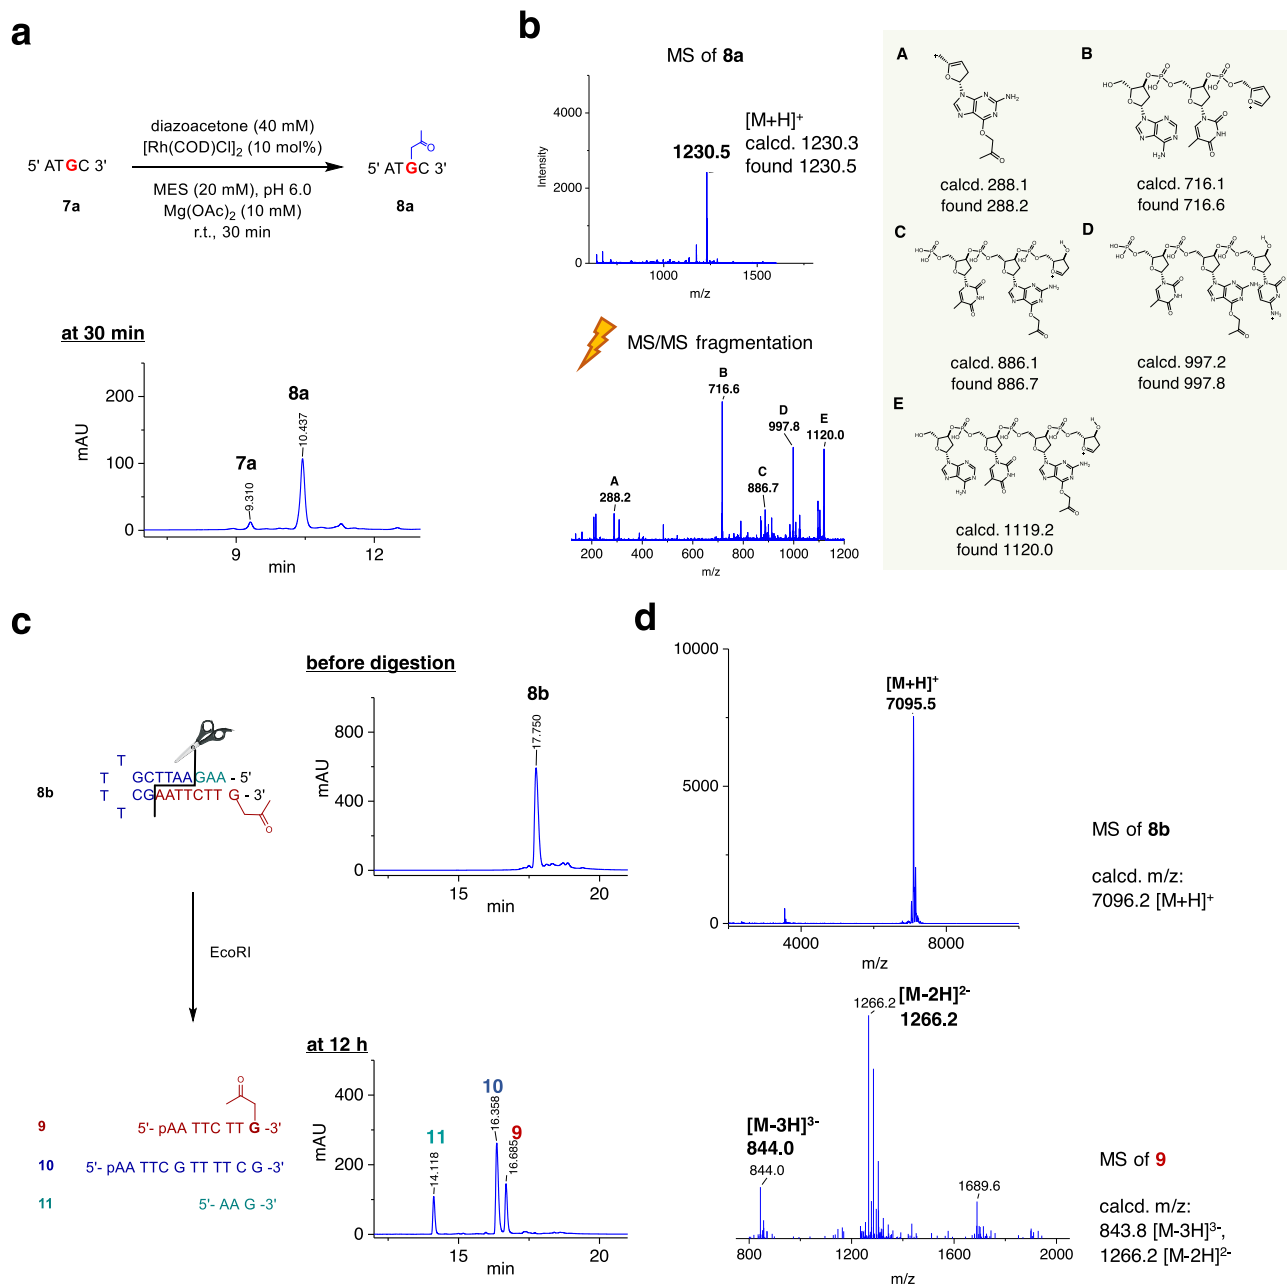 a
diazoacetone (40 mM)
[Rh(COD)Cl]2 (10 mol%)
5' ATGC 3'
7a
MES (20 mM), pH 6.0
Mg(OAc)2 (10 mM)
r.t., 30 min
O
5' ATGC 3'
8a
at 30 min
mAU
200
100
0
7a
9.310
8a
10.437
9
12
min
b
MS of 8a
Intensity
4000
2000
0
1230.5
[M+H]+
calcd. 1230.3
found 1230.5
1000
1500
m/z
MS/MS fragmentation
A
288.2
B
716.6
C
886.7
D
997.8
E
1120.0
200
400
600
800
1000
1200
m/z
A
calcd. 288.1
found 288.2
B
calcd. 716.1
found 716.6
C
calcd. 886.1
found 886.7
D
calcd. 997.2
found 997.8
E
calcd. 1119.2
found 1120.0
c
8b
T
T
T
T
GCTTAAGAA - 5'
CGAATTCTT G - 3'
O
EcoRI
before digestion
8b
17.750
mAU
800
400
0
15
20
min
O
9
5'- pAA TTC TT G -3'
10
5'- pAA TTC G TT TT C G -3'
11
5'- AA G -3'
at 12 h
mAU
400
200
0
11
14.118
10
16.358
9
16.685
15
20
min
d
10000
5000
0
[M+H]+
7095.5
4000
8000
m/z
MS of 8b
calcd. m/z:
7096.2 [M+H]+
[M-2H]2-
1266.2
1266.2
[M-3H]3-
844.0
844.0
1689.6
800
1200
1600
2000
m/z
MS of 9
calcd. m/z:
843.8 [M-3H]3-,
1266.2 [M-2H]2-